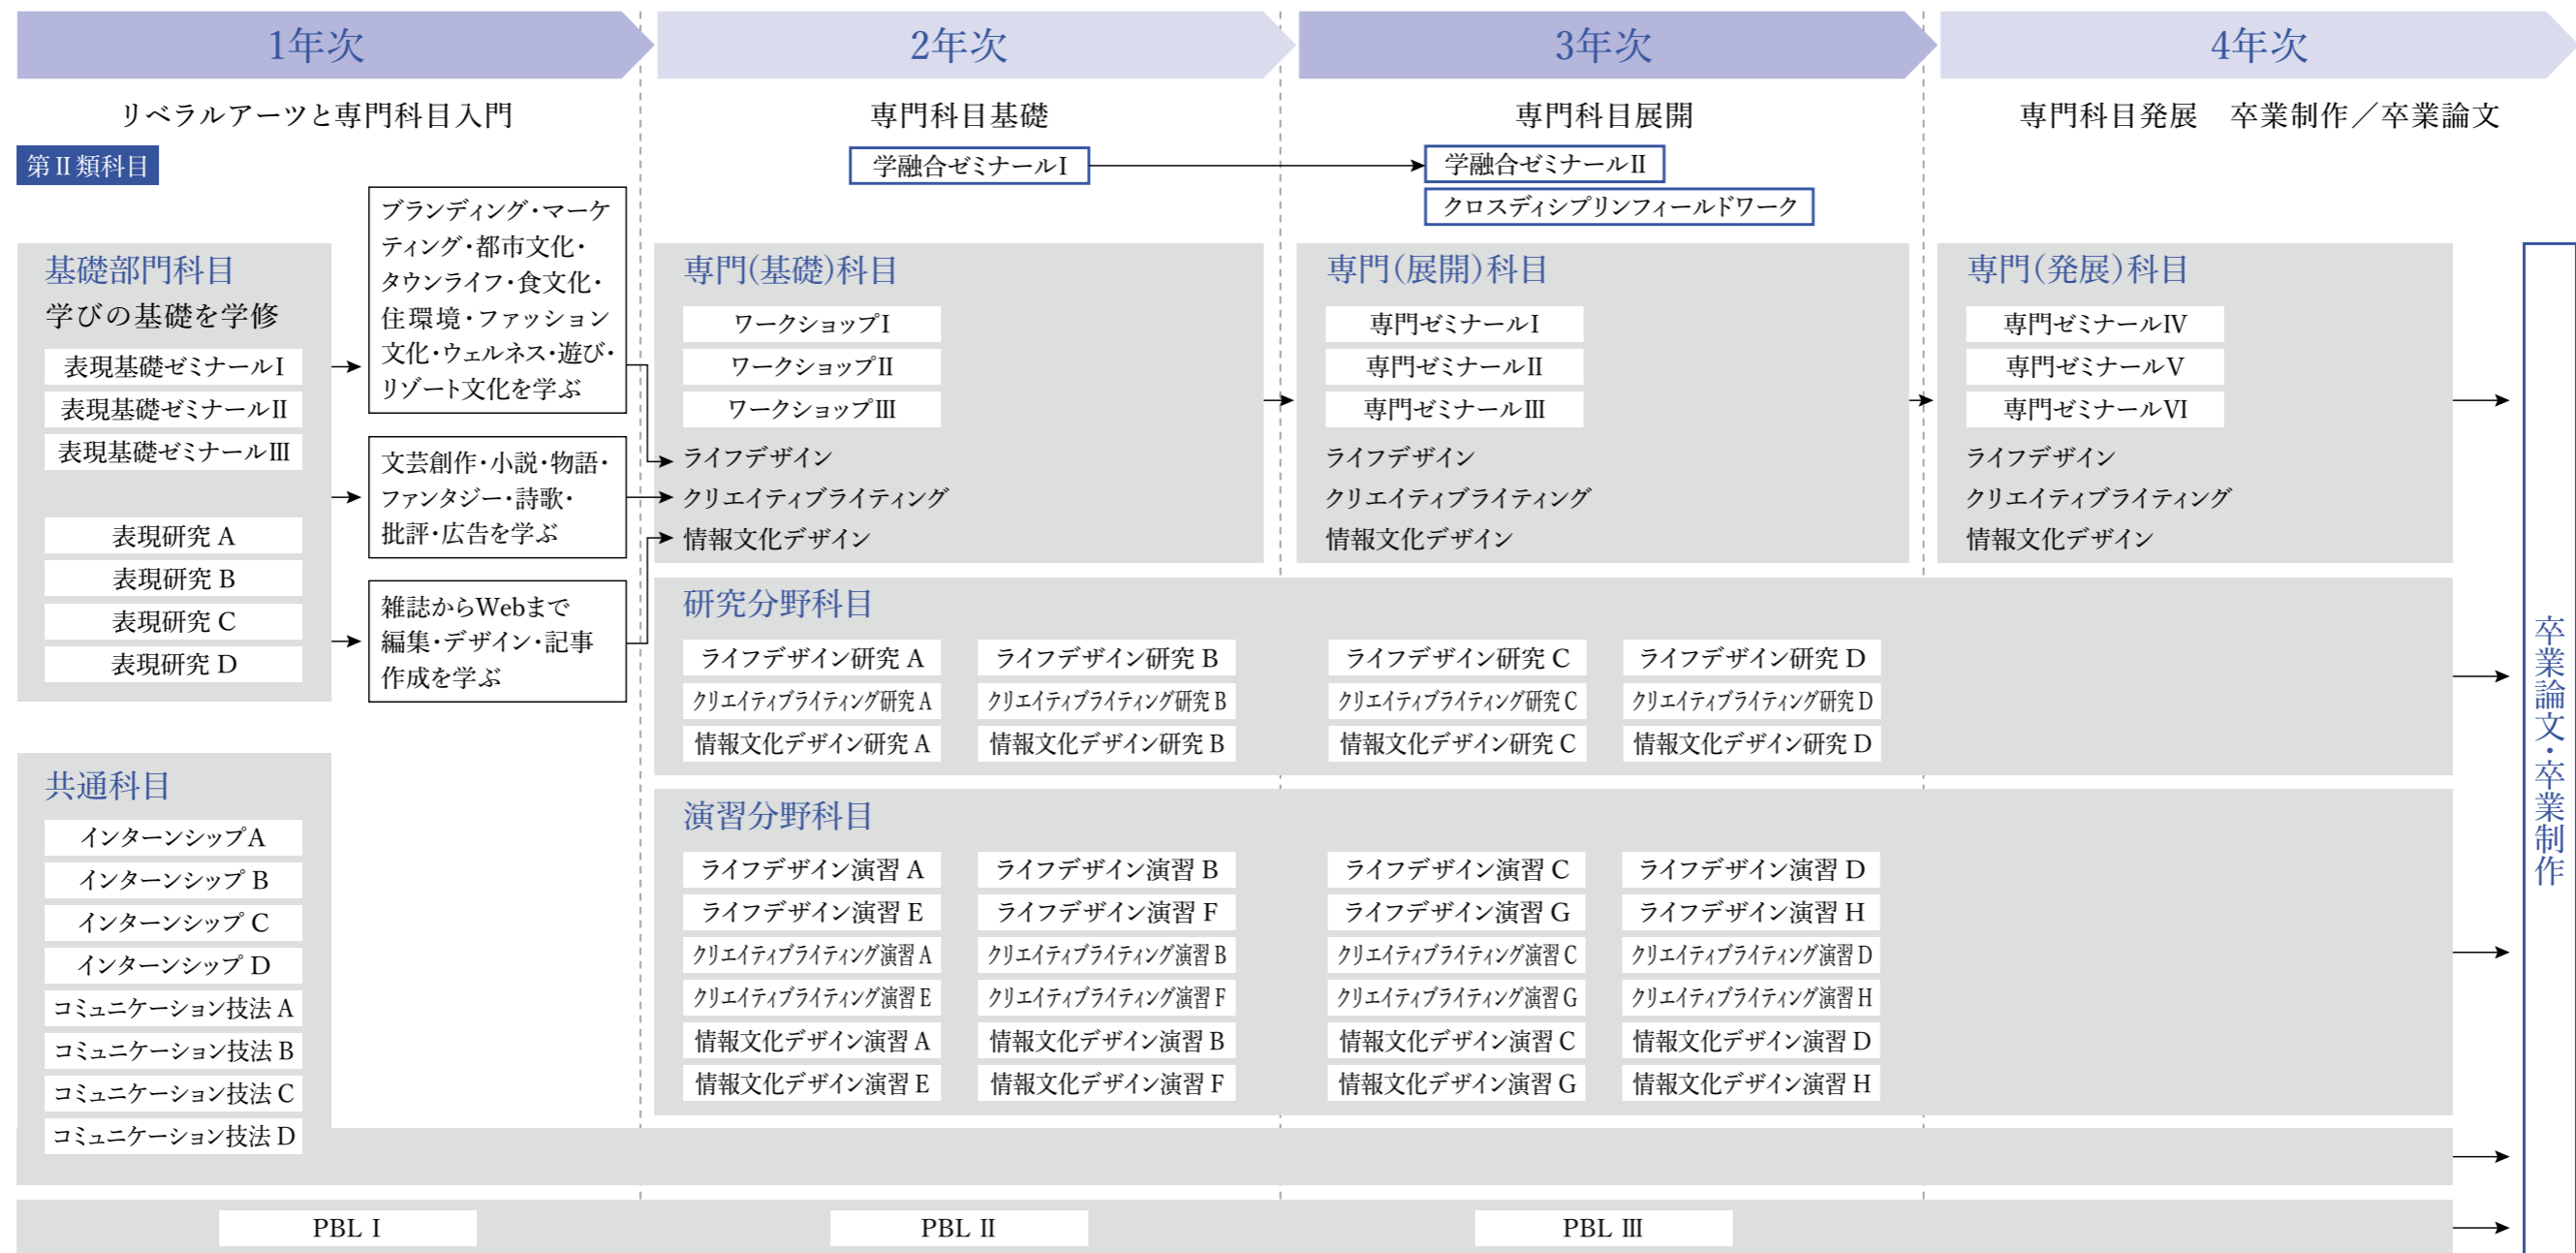 1年次
2年次
3年次
4年次
リベラルアーツと専門科目入門
専門科目基礎
専門科目展開
専門科目発展　卒業制作／卒業論文
第Ⅱ類科目
学融合ゼミナールⅠ
学融合ゼミナールⅡ
クロスディシプリンフィールドワーク
基礎部門科目
学びの基礎を学修
表現基礎ゼミナールⅠ
表現基礎ゼミナールⅡ
表現基礎ゼミナールⅢ
表現研究 A
表現研究 B
表現研究 C
表現研究 D
ブランディング・マーケ
ティング・都市文化・
タウンライフ・食文化・
住環境・ファッション
文化・ウェルネス・遊び・
リゾート文化を学ぶ
文芸創作・小説・物語・
ファンタジー・詩歌・
批評・広告を学ぶ
雑誌からWebまで
編集・デザイン・記事
作成を学ぶ
専門(基礎)科目
ワークショップⅠ
ワークショップⅡ
ワークショップⅢ
ライフデザイン
クリエイティブライティング
情報文化デザイン
専門(展開)科目
専門ゼミナールⅠ
専門ゼミナールⅡ
専門ゼミナールⅢ
ライフデザイン
クリエイティブライティング
情報文化デザイン
専門(発展)科目
専門ゼミナールⅣ
専門ゼミナールⅤ
専門ゼミナールⅥ
ライフデザイン
クリエイティブライティング
情報文化デザイン
研究分野科目
ライフデザイン研究 A
ライフデザイン研究 B
ライフデザイン研究 C
ライフデザイン研究 D
クリエイティブライティング研究 A
クリエイティブライティング研究 B
クリエイティブライティング研究 C
クリエイティブライティング研究 D
情報文化デザイン研究 A
情報文化デザイン研究 B
情報文化デザイン研究 C
情報文化デザイン研究 D
共通科目
インターンシップA
インターンシップ B
インターンシップ C
インターンシップ D
コミュニケーション技法 A
コミュニケーション技法 B
コミュニケーション技法 C
コミュニケーション技法 D
演習分野科目
ライフデザイン演習 A
ライフデザイン演習 B
ライフデザイン演習 C
ライフデザイン演習 D
ライフデザイン演習 E
ライフデザイン演習 F
ライフデザイン演習 G
ライフデザイン演習 H
クリエイティブライティング演習 A
クリエイティブライティング演習 B
クリエイティブライティング演習 C
クリエイティブライティング演習 D
クリエイティブライティング演習 E
クリエイティブライティング演習 F
クリエイティブライティング演習 G
クリエイティブライティング演習 H
情報文化デザイン演習 A
情報文化デザイン演習 B
情報文化デザイン演習 C
情報文化デザイン演習 D
情報文化デザイン演習 E
情報文化デザイン演習 F
情報文化デザイン演習 G
情報文化デザイン演習 H
PBL Ⅰ
PBL Ⅱ
PBL Ⅲ
卒業論文・卒業制作